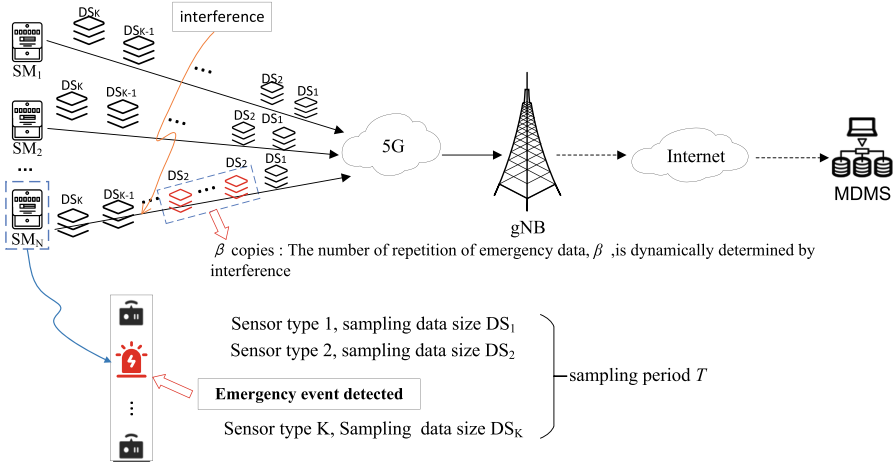 interference
DSK
DSK-1
...
DS2
DS1
SM1
DSK
DSK-1
...
DS2
DS1
SM2
...
DSK
DSK-1
...
DS2
...
DS2
DS1
SMN
5G
gNB
Internet
MDMS
β copies : The number of repetition of emergency data, β ,is dynamically determined by
interference
Sensor type 1, sampling data size DS1
Sensor type 2, sampling data size DS2
Emergency event detected
...
Sensor type K, Sampling data size DSK
sampling period T